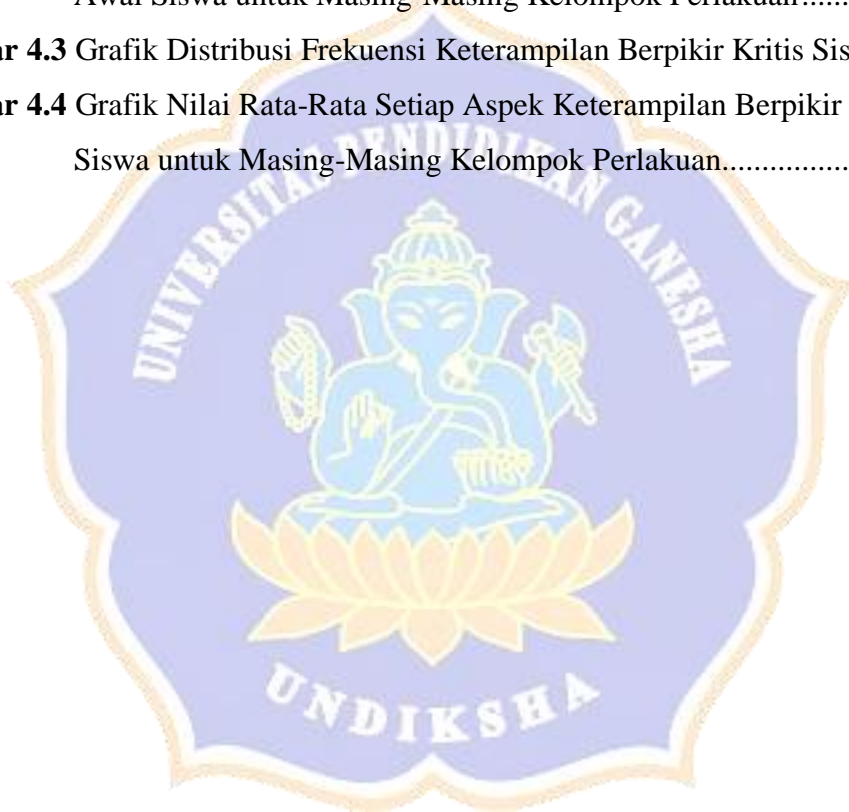 Awal Siswa untuk Masing-Masing Kelompok Perlakuan......
ar 4.3 Grafik Distribusi Frekuensi Keterampilan Berpikir Kritis Sis
ar 4.4 Grafik Nilai Rata-Rata Setiap Aspek Keterampilan Berpikir
Siswa untuk Masing-Masing Kelompok Perlakuan................
UNIVERSITAS PENDIDIKAN GANESHA
UNDIKSHA